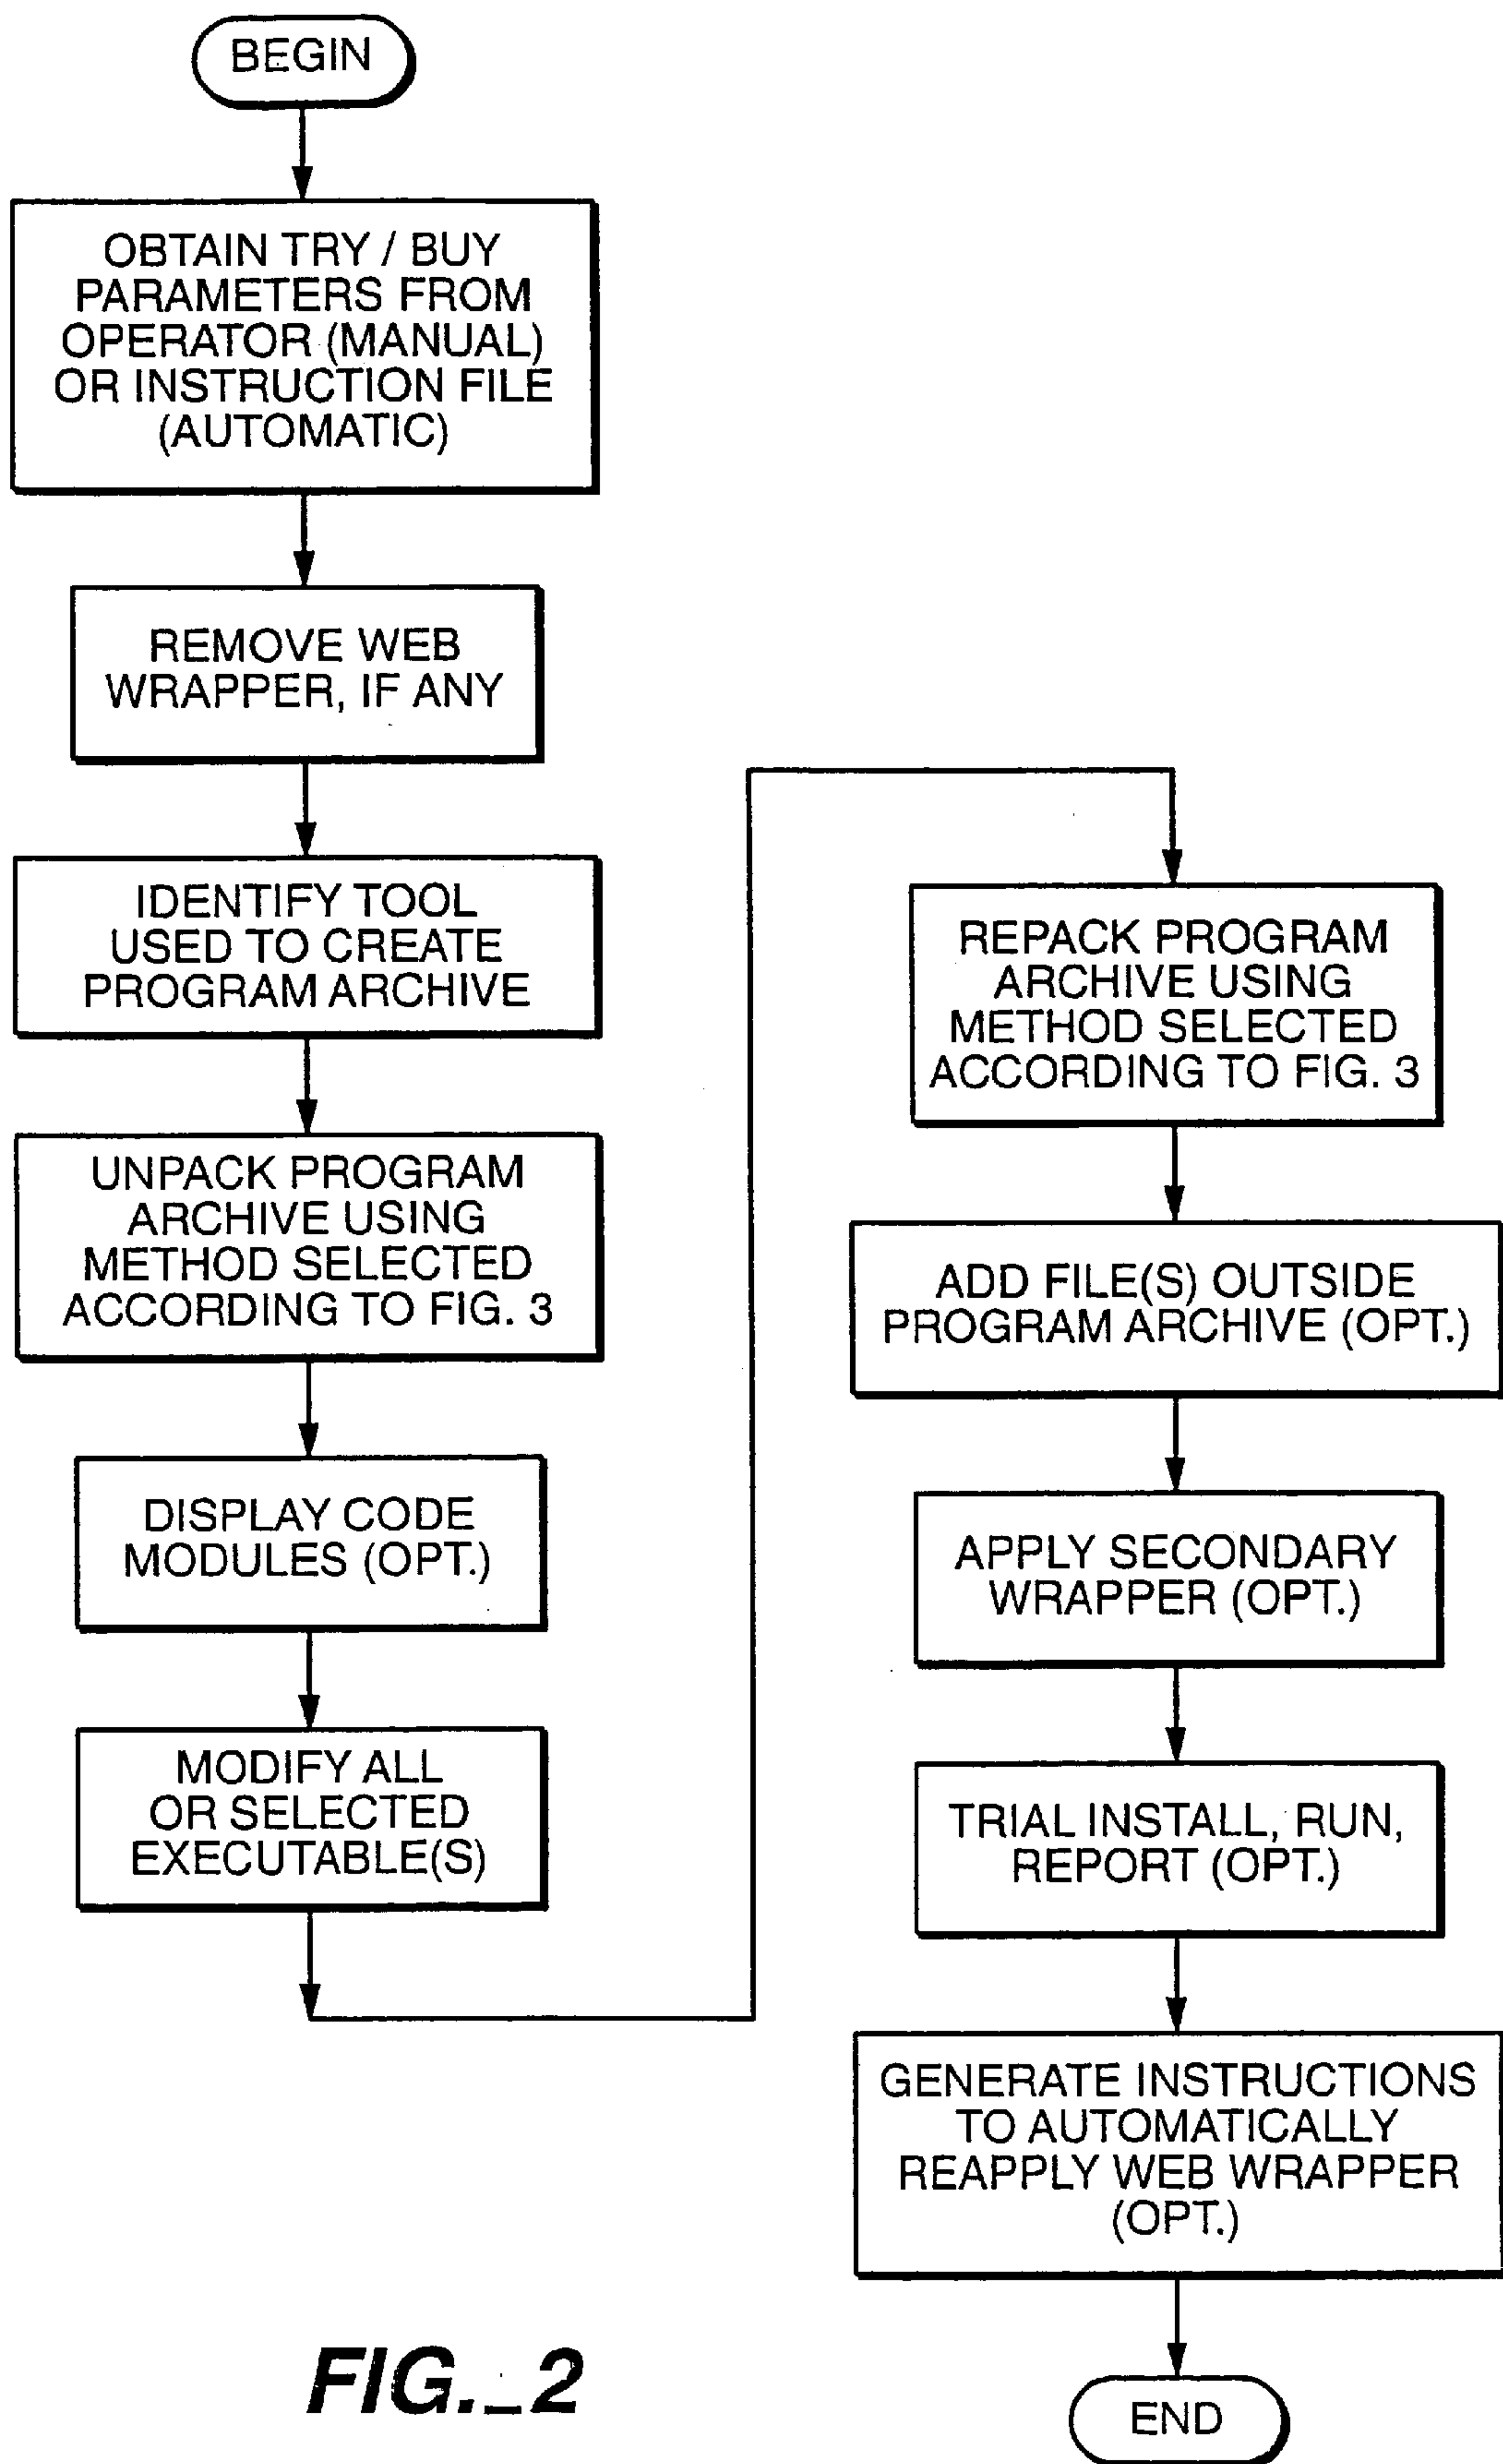 BEGIN
OBTAIN TRY / BUY
PARAMETERS FROM
OPERATOR (MANUAL)
OR INSTRUCTION FILE
(AUTOMATIC)
REMOVE WEB
WRAPPER, IF ANY
IDENTIFY TOOL
USED TO CREATE
PROGRAM ARCHIVE
UNPACK PROGRAM
ARCHIVE USING
METHOD SELECTED
ACCORDING TO FIG. 3
DISPLAY CODE
MODULES (OPT.)
MODIFY ALL
OR SELECTED
EXECUTABLE(S)
REPACK PROGRAM
ARCHIVE USING
METHOD SELECTED
ACCORDING TO FIG. 3
ADD FILE(S) OUTSIDE
PROGRAM ARCHIVE (OPT.)
APPLY SECONDARY
WRAPPER (OPT.)
TRIAL INSTALL, RUN,
REPORT (OPT.)
GENERATE INSTRUCTIONS
TO AUTOMATICALLY
REAPPLY WEB WRAPPER
(OPT.)
END
FIG._2